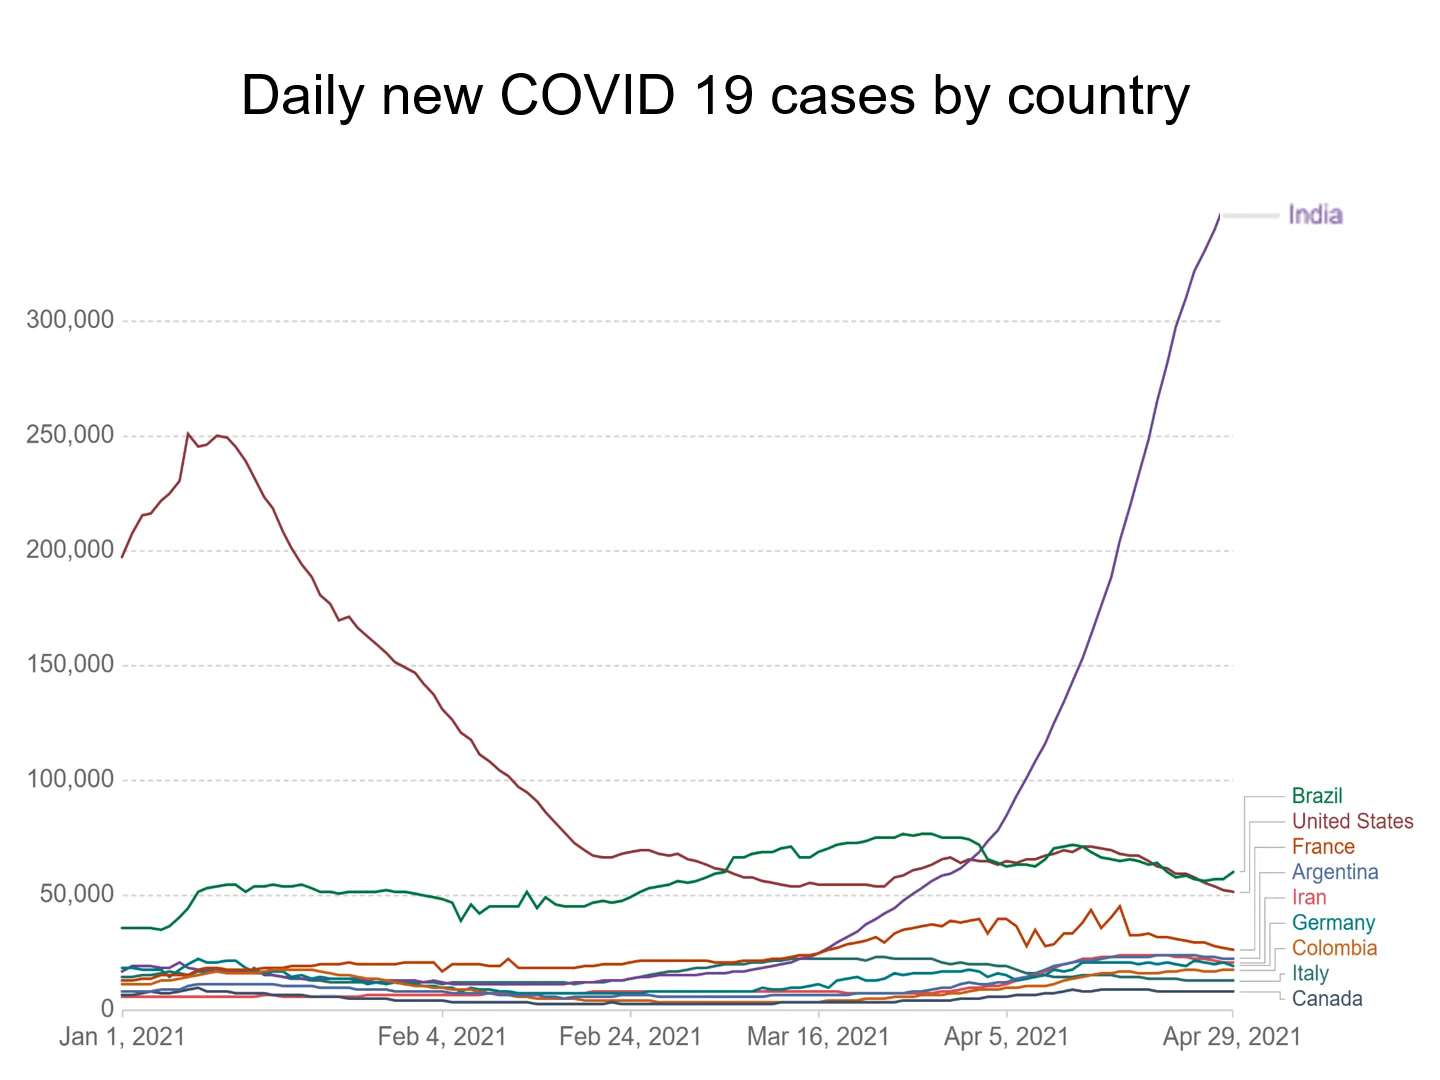 Daily new COVID 19 cases by country
India
300,000
250,000
200,000
150,000
100,000
50,000
0
Brazil
United States
France
Argentina
Iran
Germany
Colombia
Italy
Canada
Jan 1, 2021 Feb 4, 2021 Feb 24, 2021 Mar 16, 2021 Apr 5, 2021 Apr 29, 2021